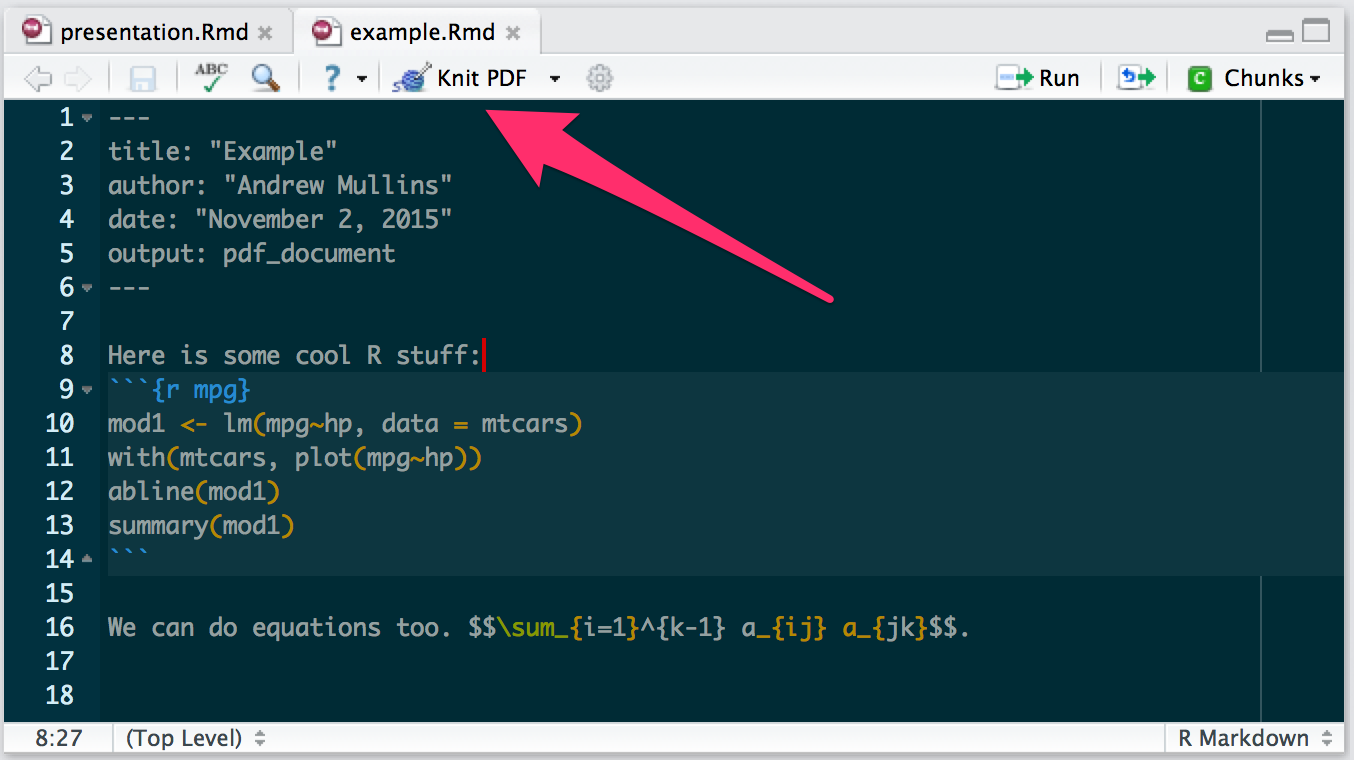 presentation.Rmd × example.Rmd ×
ABC ? Knit PDF Run C Chunks
1 ---
2 title: "Example"
3 author: "Andrew Mullins"
4 date: "November 2, 2015"
5 output: pdf_document
6 ---
7
8 Here is some cool R stuff:
9 ```{r mpg}
10 mod1 <- lm(mpg~hp, data = mtcars)
11 with(mtcars, plot(mpg~hp))
12 abline(mod1)
13 summary(mod1)
14 ```
15
16 We can do equations too. $$\sum_{i=1}^{k-1} a_{ij} a_{jk}$$.
17
18
8:27 (Top Level) R Markdown